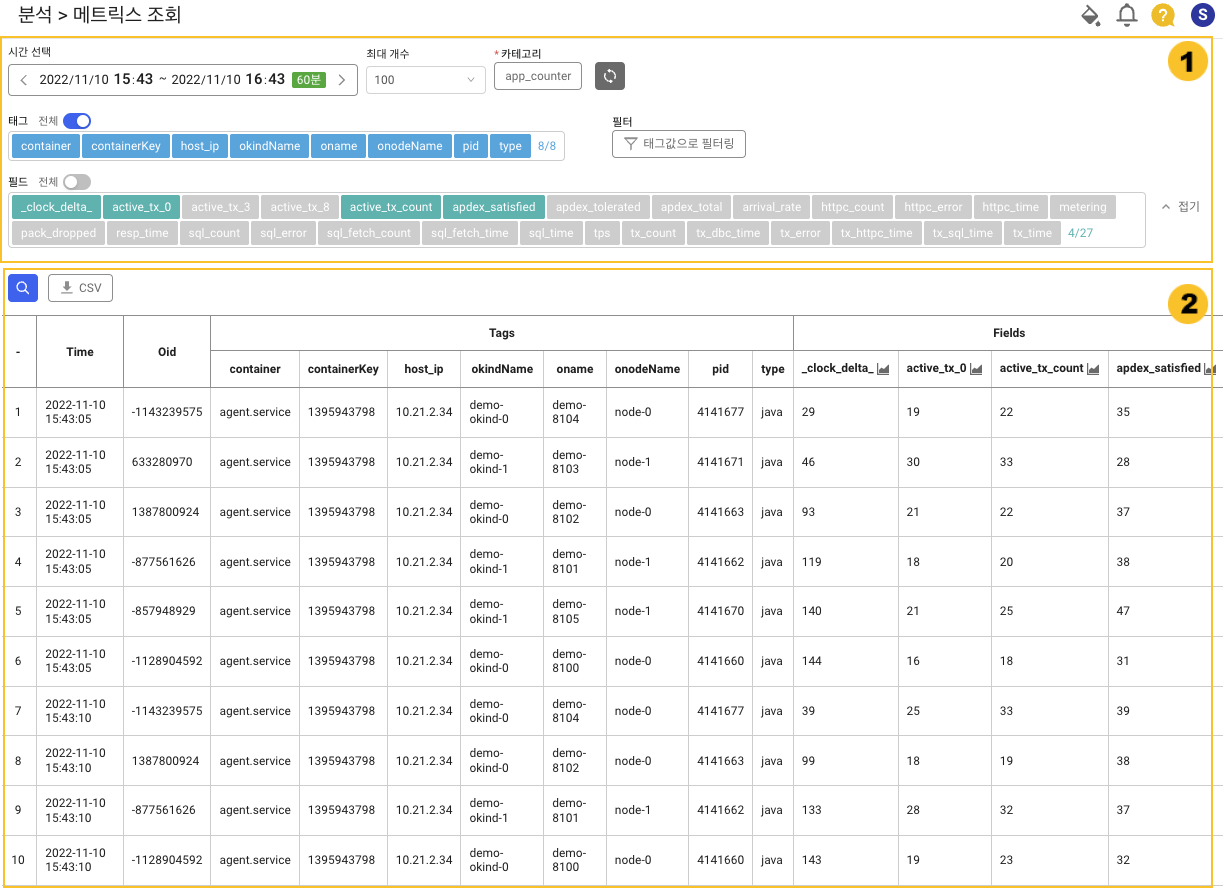 분석 > 메트릭스 조회
? S
1
시간 선택 최대 개수 * 카테고리
2022/11/10 15:43 ~ 2022/11/10 16:43 60분 100 app_counter
태그 전체 필터
container containerKey host_ip okindName oname onodeName pid type 8/8 태그값으로 필터링
필드 전체
_clock_delta_ active_tx_0 active_tx_3 active_tx_8 active_tx_count apdex_satisfied apdex_tolerated apdex_total arrival_rate httpc_count httpc_error httpc_time metering
접기
pack_dropped resp_time sql_count sql_error sql_fetch_count sql_fetch_time sql_time tps tx_count tx_dbc_time tx_error tx_httpc_time tx_sql_time tx_time 4/27
CSV
2
- Time Oid Tags Fields
container containerKey host_ip okindName oname onodeName pid type _clock_delta_ active_tx_0 active_tx_count apdex_satisfied
1 2022-11-10 15:43:05 -1143239575 agent.service 1395943798 10.21.2.34 demo-okind-0 demo-8104 node-0 4141677 java 29 19 22 35
2 2022-11-10 15:43:05 633280970 agent.service 1395943798 10.21.2.34 demo-okind-1 demo-8103 node-1 4141671 java 46 30 33 28
3 2022-11-10 15:43:05 1387800924 agent.service 1395943798 10.21.2.34 demo-okind-0 demo-8102 node-0 4141663 java 93 21 22 37
4 2022-11-10 15:43:05 -877561626 agent.service 1395943798 10.21.2.34 demo-okind-1 demo-8101 node-1 4141662 java 119 18 20 38
5 2022-11-10 15:43:05 -857948929 agent.service 1395943798 10.21.2.34 demo-okind-1 demo-8105 node-1 4141670 java 140 21 25 47
6 2022-11-10 15:43:05 -1128904592 agent.service 1395943798 10.21.2.34 demo-okind-0 demo-8100 node-0 4141660 java 144 16 18 31
7 2022-11-10 15:43:10 -1143239575 agent.service 1395943798 10.21.2.34 demo-okind-0 demo-8104 node-0 4141677 java 39 25 33 39
8 2022-11-10 15:43:10 1387800924 agent.service 1395943798 10.21.2.34 demo-okind-0 demo-8102 node-0 4141663 java 99 18 19 38
9 2022-11-10 15:43:10 -877561626 agent.service 1395943798 10.21.2.34 demo-okind-1 demo-8101 node-1 4141662 java 133 28 32 37
10 2022-11-10 15:43:10 -1128904592 agent.service 1395943798 10.21.2.34 demo-okind-0 demo-8100 node-0 4141660 java 143 19 23 32